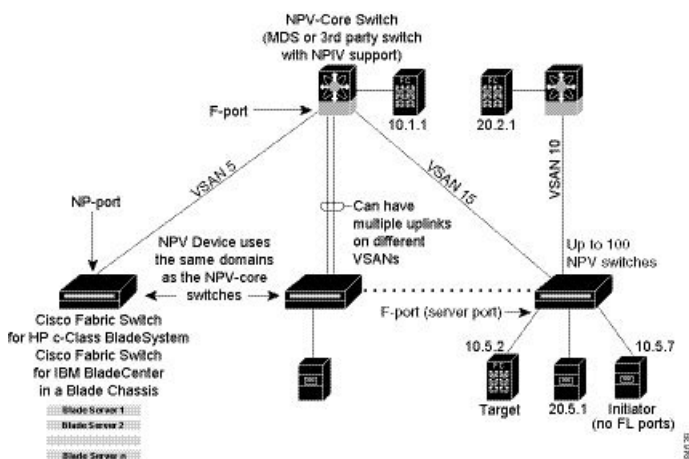 NPV-Core Switch
(MDS or 3rd party switch
with NPIV support)
F-port
10.1.1
20.2.1
VSAN 5
VSAN 15
VSAN 10
NP-port
Can have
multiple uplinks
on different
VSANs
NPV Device uses
the same domains
as the NPV-core
switches
Up to 100
NPV switches
Cisco Fabric Switch
for HP c-Class BladeSystem
Cisco Fabric Switch
for IBM BladeCenter
in a Blade Chassis
F-port (server port)
10.5.2
10.5.7
Target
20.5.1
Initiator
(no FL ports)
Blade Server 1
Blade Server 2
Blade Server n